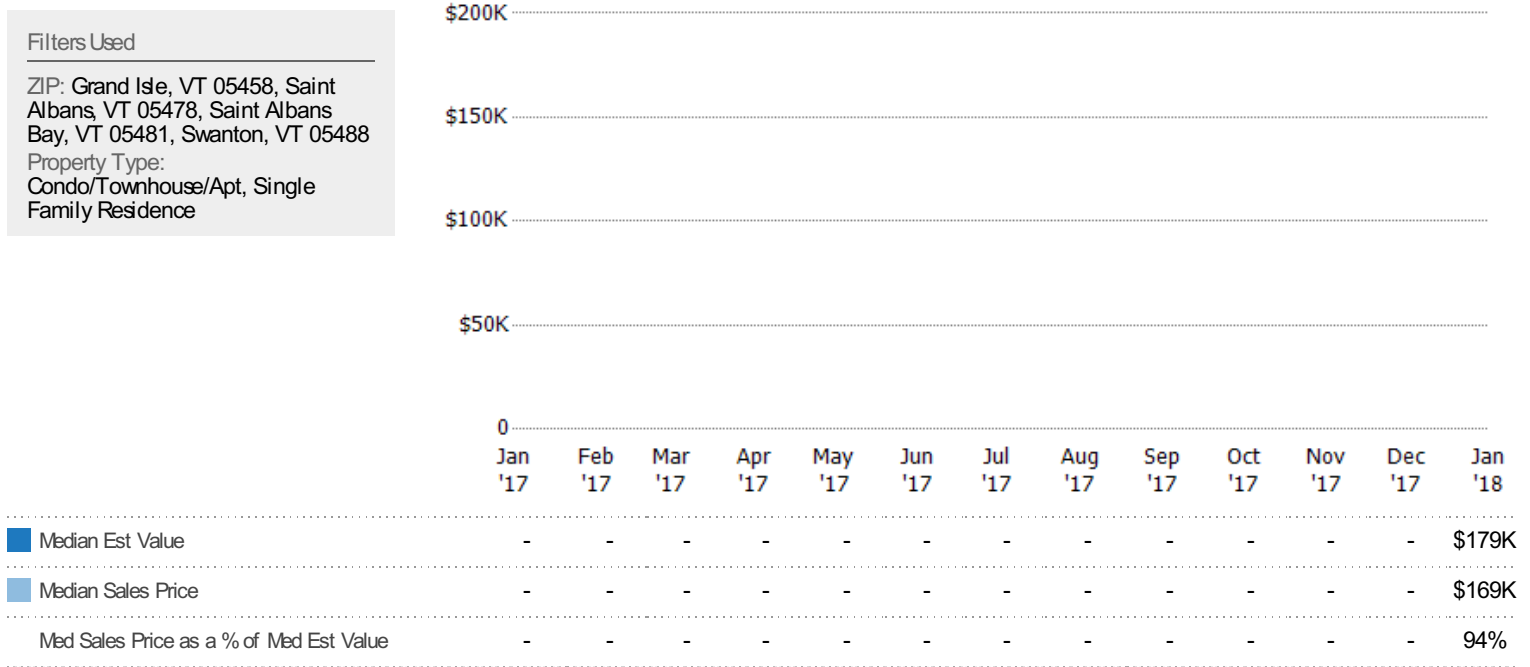 Filters Used
ZIP: Grand Isle, VT 05458, Saint
Albans, VT 05478, Saint Albans
Bay, VT 05481, Swanton, VT 05488
Property Type:
Condo/Townhouse/Apt, Single
Family Residence
$200K
$150K
$100K
$50K
0
Jan Feb Mar Apr May Jun Jul Aug Sep Oct Nov Dec Jan
'17 '17 '17 '17 '17 '17 '17 '17 '17 '17 '17 '17 '18
Median Est Value - - - - - - - - - - - - $179K
Median Sales Price - - - - - - - - - - - - $169K
Med Sales Price as a % of Med Est Value - - - - - - - - - - - - 94%